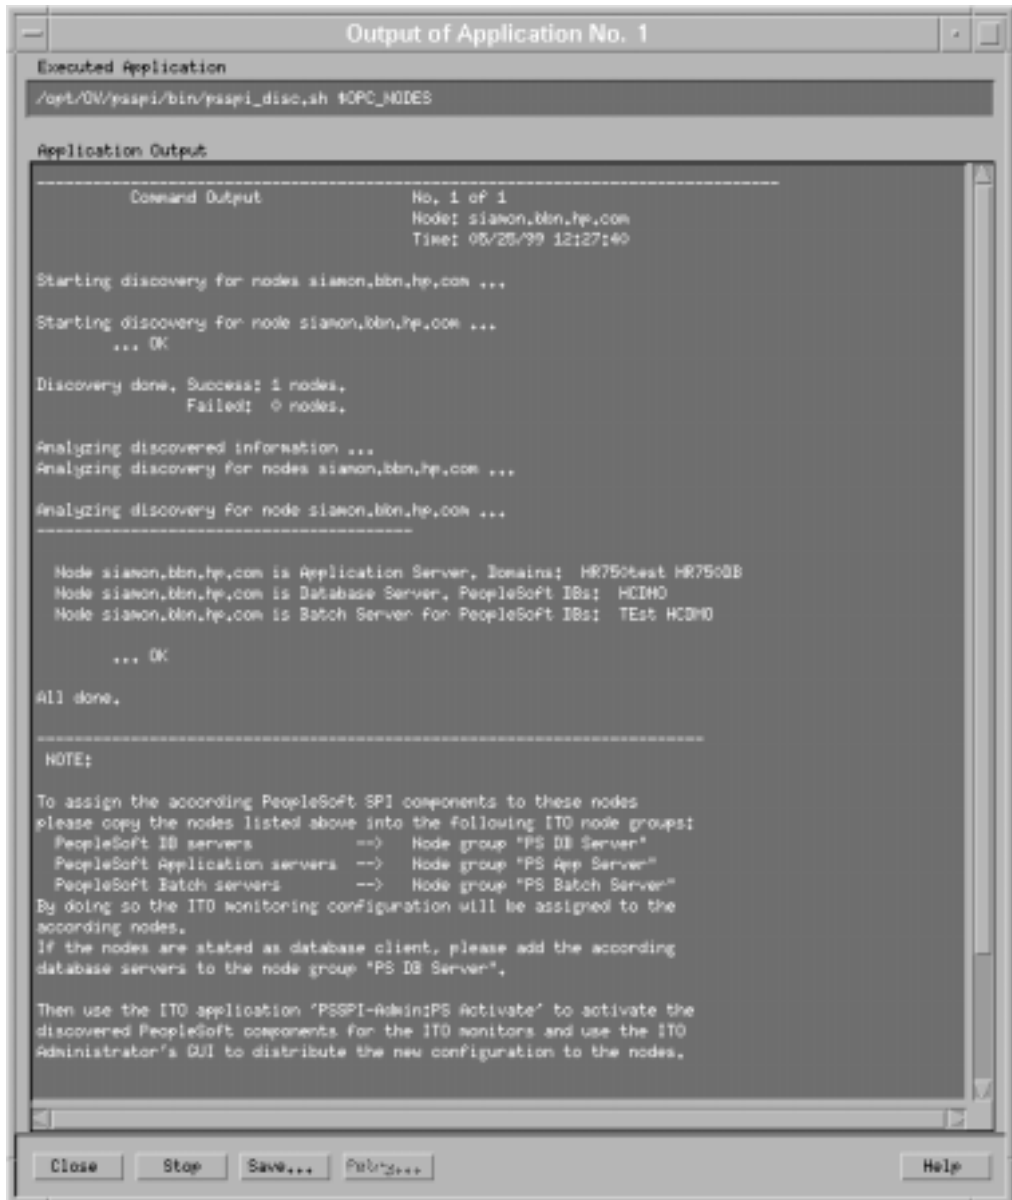 Output of Application No. 1
Executed Application
/opt/OV/psspi/bin/psspi_disc.sh $OPC_NODES
Application Output
------------------------------------------------------------------------
Command Output No. 1 of 1
Node: siamon.bbn.hp.com
Time: 05/25/99 12:27:40
Starting discovery for nodes siamon.bbn.hp.com ...
Starting discovery for node siamon.bbn.hp.com ...
... OK
Discovery done. Success: 1 nodes.
Failed: 0 nodes.
Analyzing discovered information ...
Analyzing discovery for nodes siamon.bbn.hp.com ...
Analyzing discovery for node siamon.bbn.hp.com ...
----------------------------------------
Node siamon.bbn.hp.com is Application Server. Domains: HR750test HR750DB
Node siamon.bbn.hp.com is Database Server. PeopleSoft DBs: HCDMO
Node siamon.bbn.hp.com is Batch Server for PeopleSoft DBs: TEst HCDMO
... OK
All done.
------------------------------------------------------------------------
NOTE:
To assign the according PeopleSoft SPI components to these nodes
please copy the nodes listed above into the following ITO node groups:
PeopleSoft DB servers --> Node group "PS DB Server"
PeopleSoft Application servers --> Node group "PS App Server"
PeopleSoft Batch servers --> Node group "PS Batch Server"
By doing so the ITO monitoring configuration will be assigned to the
according nodes.
If the nodes are stated as database client, please add the according
database servers to the node group "PS DB Server".
Then use the ITO application 'PSSPI-Admin:PS Activate' to activate the
discovered PeopleSoft components for the ITO monitors and use the ITO
Administrator's GUI to distribute the new configuration to the nodes.
Close Stop Save... Help